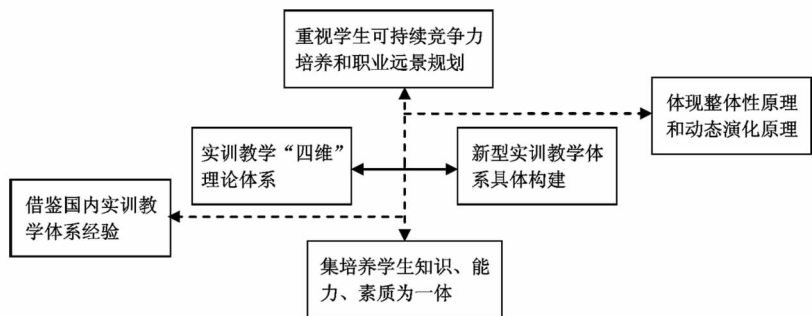 重视学生可持续竞争力
培养和职业远景规划
体现整体性原理
和动态演化原理
实训教学“四维”
理论体系
新型实训教学体
系具体构建
借鉴国内实训教
学体系经验
集培养学生知识、能
力、素质为一体